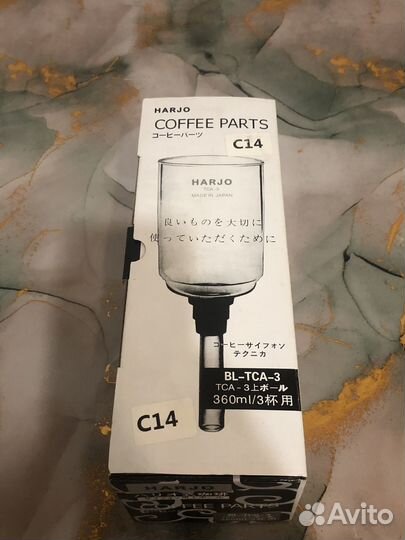 HARJO
COFFEE PARTS
コーヒーパーツ
C14
HARJO
TCA-3
MADE IN JAPAN
良いものを大切に
使っていただくために
コーヒーサイフォン
テクニカ
BL-TCA-3
TCA-3上ボール
360ml/3杯用
C14
HARJO
COFFEE PARTS
BL-TCA-3
Avito